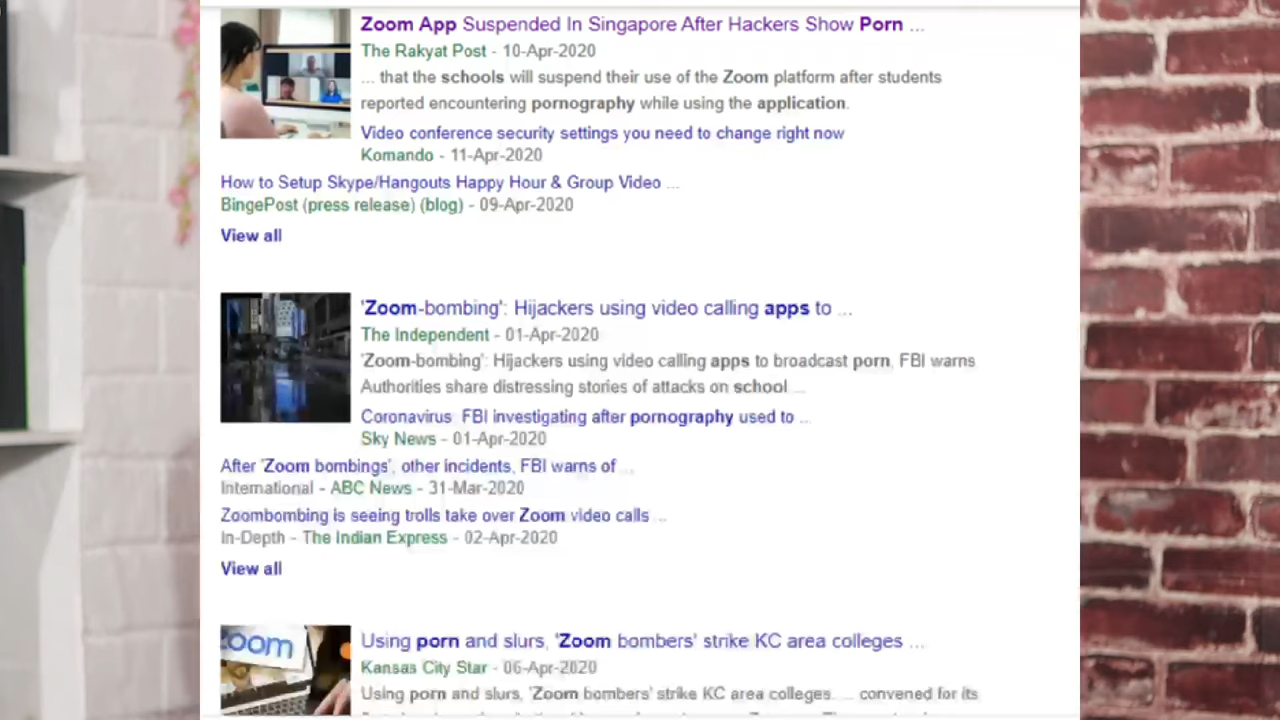 Zoom App Suspended In Singapore After Hackers Show Porn ...
The Rakyat Post - 10-Apr-2020
... that the schools will suspend their use of the Zoom platform after students
reported encountering pornography while using the application.
Video conference security settings you need to change right now
Komando - 11-Apr-2020
How to Setup Skype/Hangouts Happy Hour & Group Video ...
BingePost (press release) (blog) - 09-Apr-2020
View all
'Zoom-bombing': Hijackers using video calling apps to ...
The Independent - 01-Apr-2020
'Zoom-bombing': Hijackers using video calling apps to broadcast porn, FBI warns
Authorities share distressing stories of attacks on school ...
Coronavirus: FBI investigating after pornography used to ...
Sky News - 01-Apr-2020
After 'Zoom bombings', other incidents, FBI warns of ...
International - ABC News - 31-Mar-2020
Zoombombing is seeing trolls take over Zoom video calls ...
In-Depth - The Indian Express - 02-Apr-2020
View all
zoom
Using porn and slurs, 'Zoom bombers' strike KC area colleges ...
Kansas City Star - 06-Apr-2020
Using porn and slurs, 'Zoom bombers' strike KC area colleges. ... convened for its